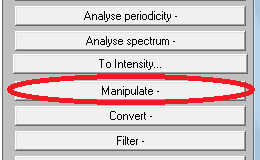 Analyse periodicity -
Analyse spectrum -
To Intensity...
Manipulate -
Convert -
Filter -